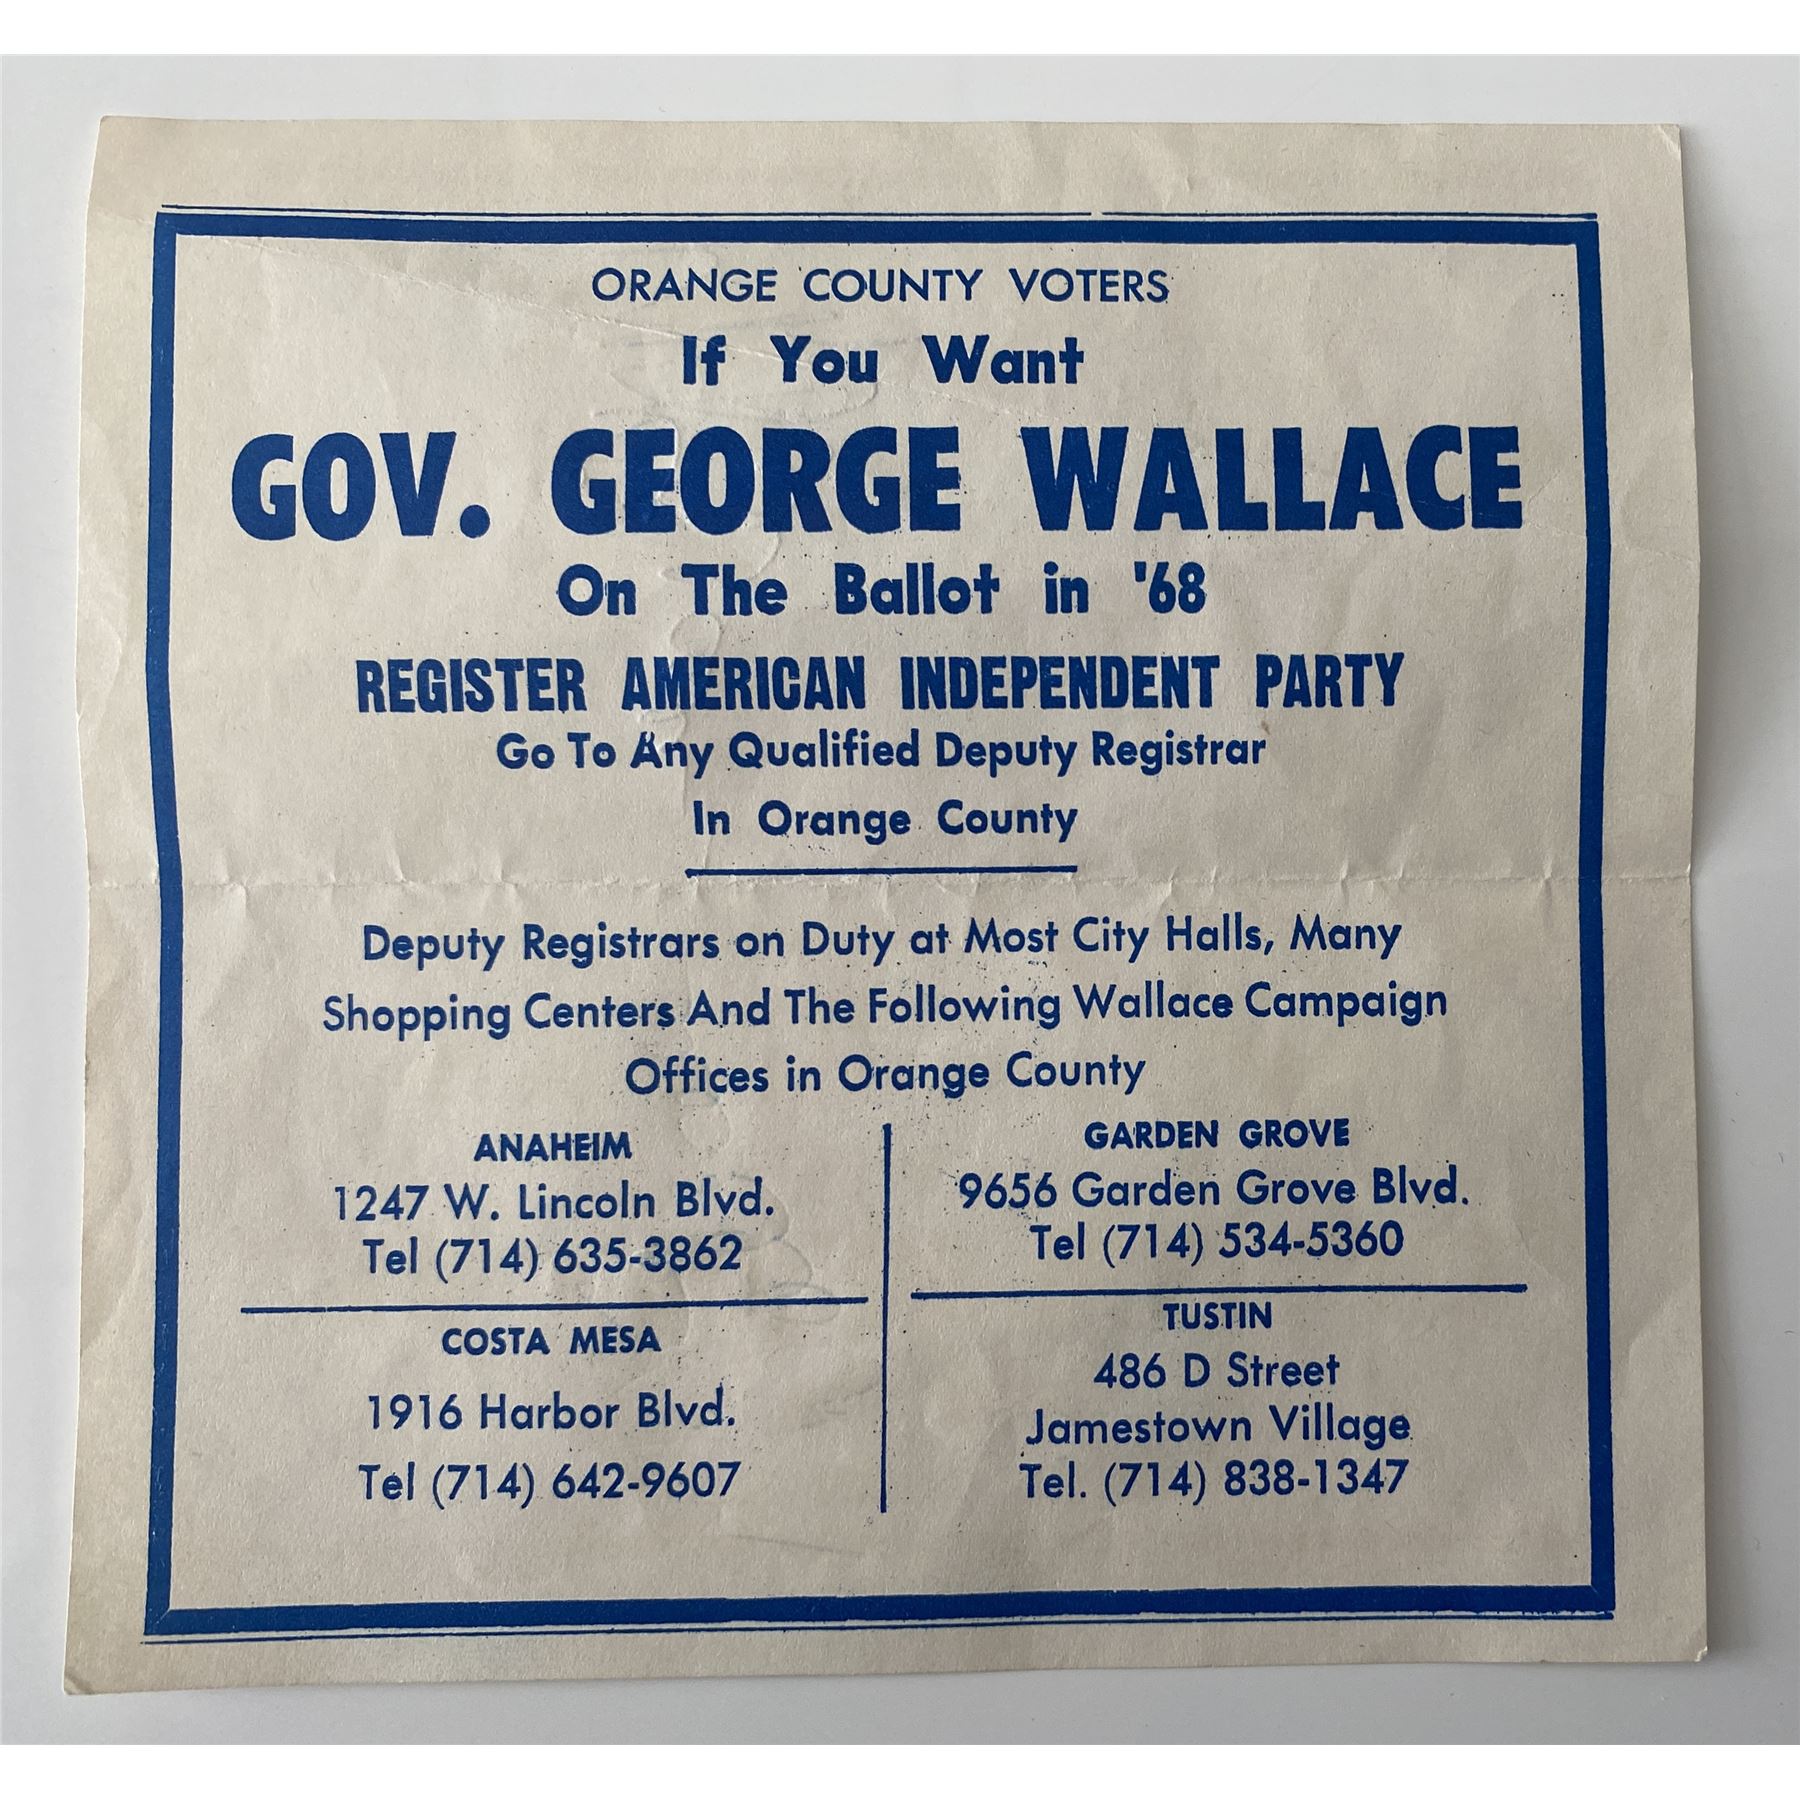 ORANGE COUNTY VOTERS
If You Want
GOV. GEORGE WALLACE
On The Ballot in '68
REGISTER AMERICAN INDEPENDENT PARTY
Go To Any Qualified Deputy Registrar
In Orange County
Deputy Registrars on Duty at Most City Halls, Many
Shopping Centers And The Following Wallace Campaign
Offices in Orange County
ANAHEIM
1247 W. Lincoln Blvd.
Tel (714) 635-3862
GARDEN GROVE
9656 Garden Grove Blvd.
Tel (714) 534-5360
COSTA MESA
1916 Harbor Blvd.
Tel (714) 642-9607
TUSTIN
486 D Street
Jamestown Village
Tel. (714) 838-1347